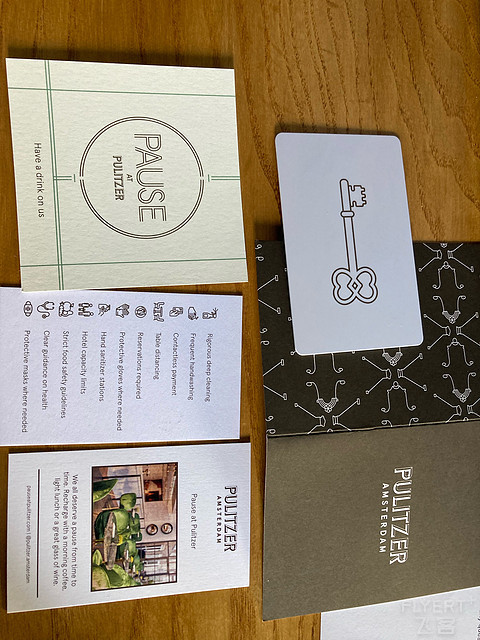 PAUSE
AT
PULITZER
Have a drink on us
Rigorous deep cleaning
Frequent handwashing
Contactless payment
Table distancing
Reservations required
Protective gloves where needed
Hand sanitizer stations
Hotel capacity limits
Strict food safety guidelines
Clear guidance on health
Protective masks where needed
PULITZER
AMSTERDAM
Pause at Pulitzer
We all deserve a pause from time to
time. Recharge with a morning coffee,
light lunch or a great glass of wine.
PULITZER
AMSTERDAM
FLYERT